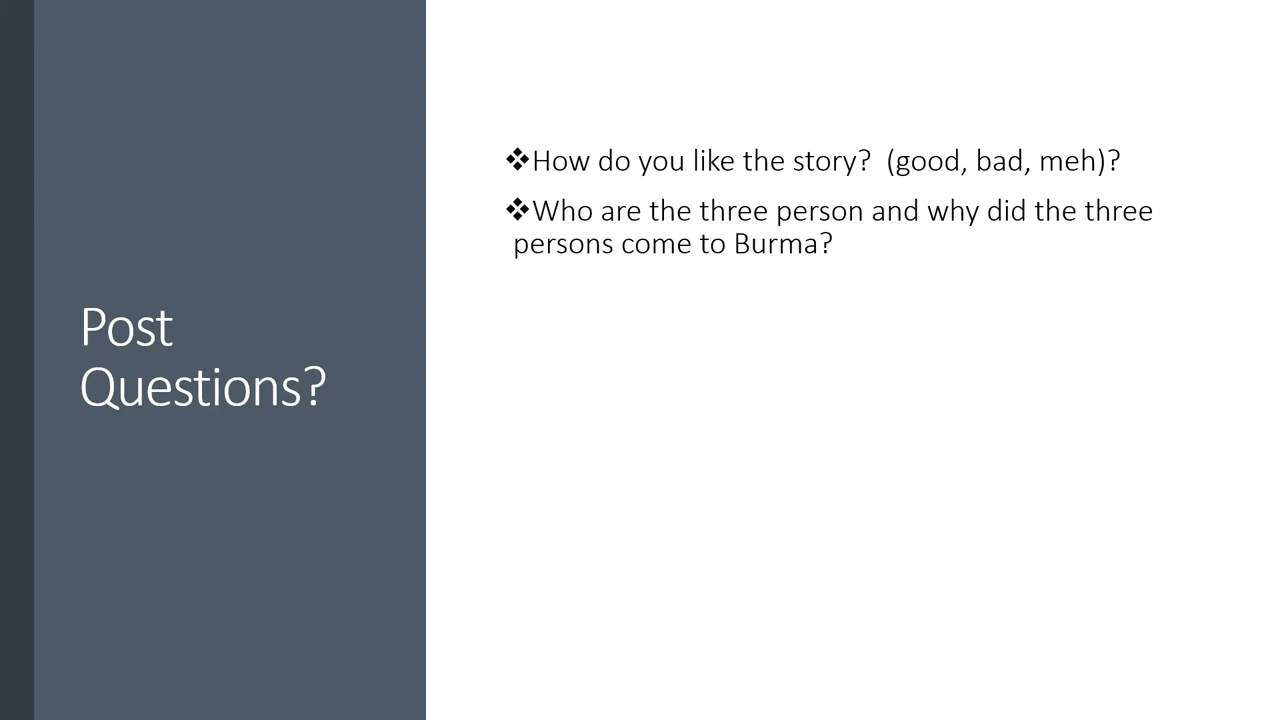 Post
Questions?
❖How do you like the story?  (good, bad, meh)?
❖Who are the three person and why did the three
persons come to Burma?